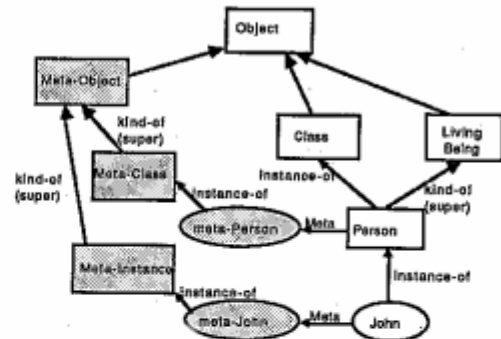 Object
Meta-Object
kind-of
(super)
Class
Living
Being
kind-of
(super)
Meta-Class
instance-of
Instance-of
kind-of
(super)
meta-Person
Meta
Person
Meta-Instance
Instance-of
Instance-of
meta-John
Meta
John